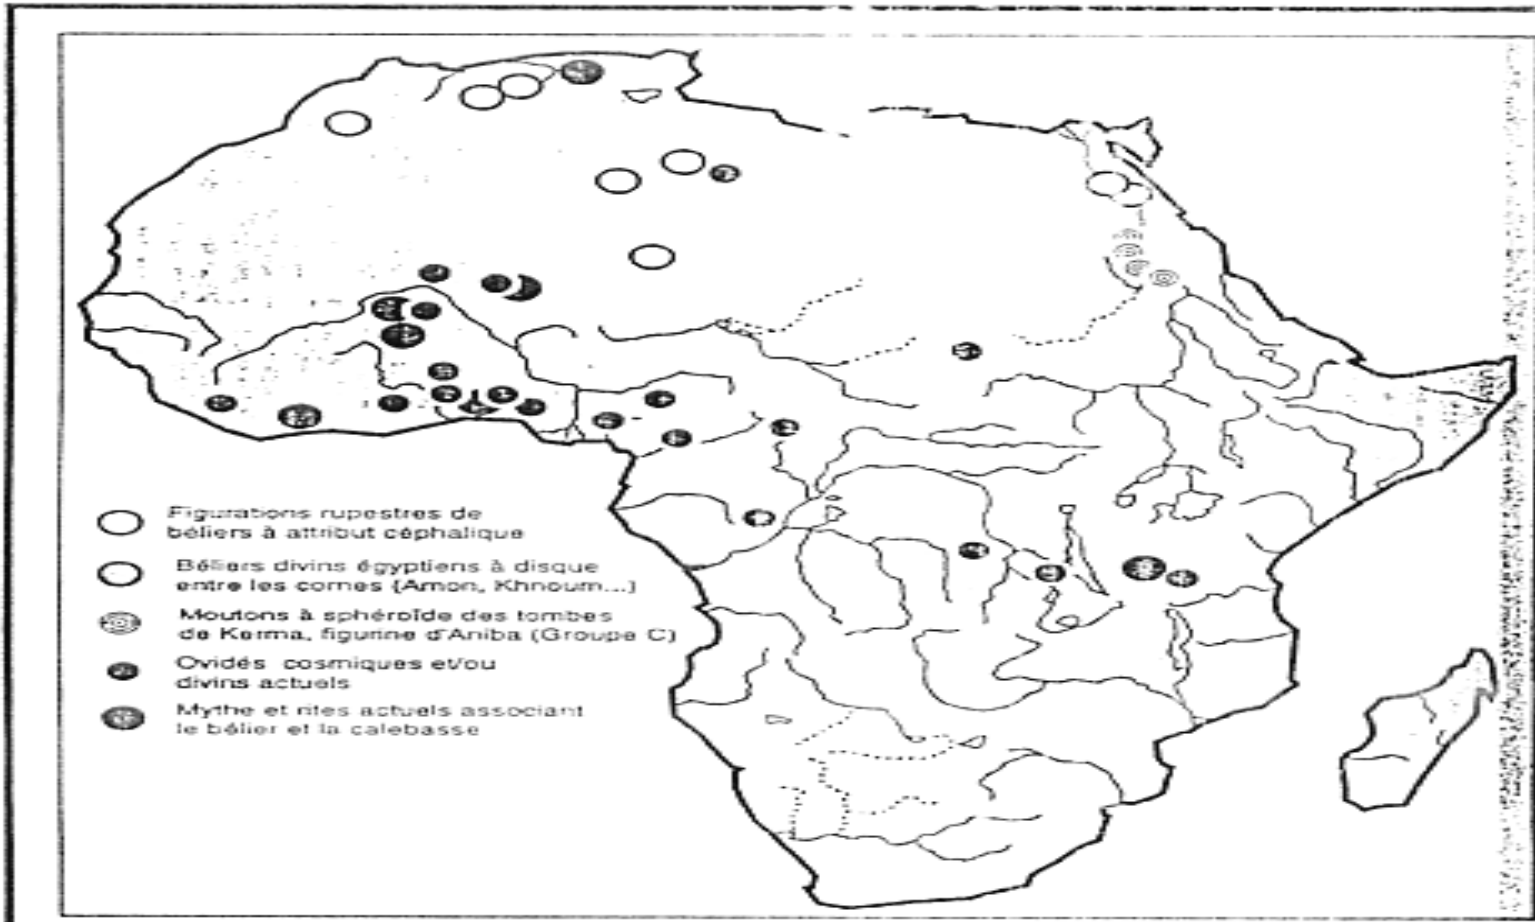 Figurations rupestres de
béliers à attribut céphalique
Béliers divins égyptiens à disque
entre les cornes (Amon, Khnoum...)
Moutons à sphéroïde des tombes
de Kerma, figurine d'Aniba (Groupe C)
Ovidés cosmiques et/ou
divins actuels
Mythe et rites actuels associant
le bélier et la calebasse